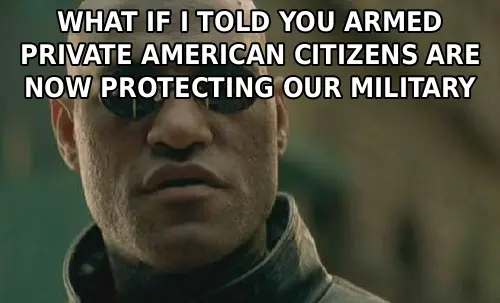 WHAT IF I TOLD YOU ARMED
PRIVATE AMERICAN CITIZENS ARE
NOW PROTECTING OUR MILITARY